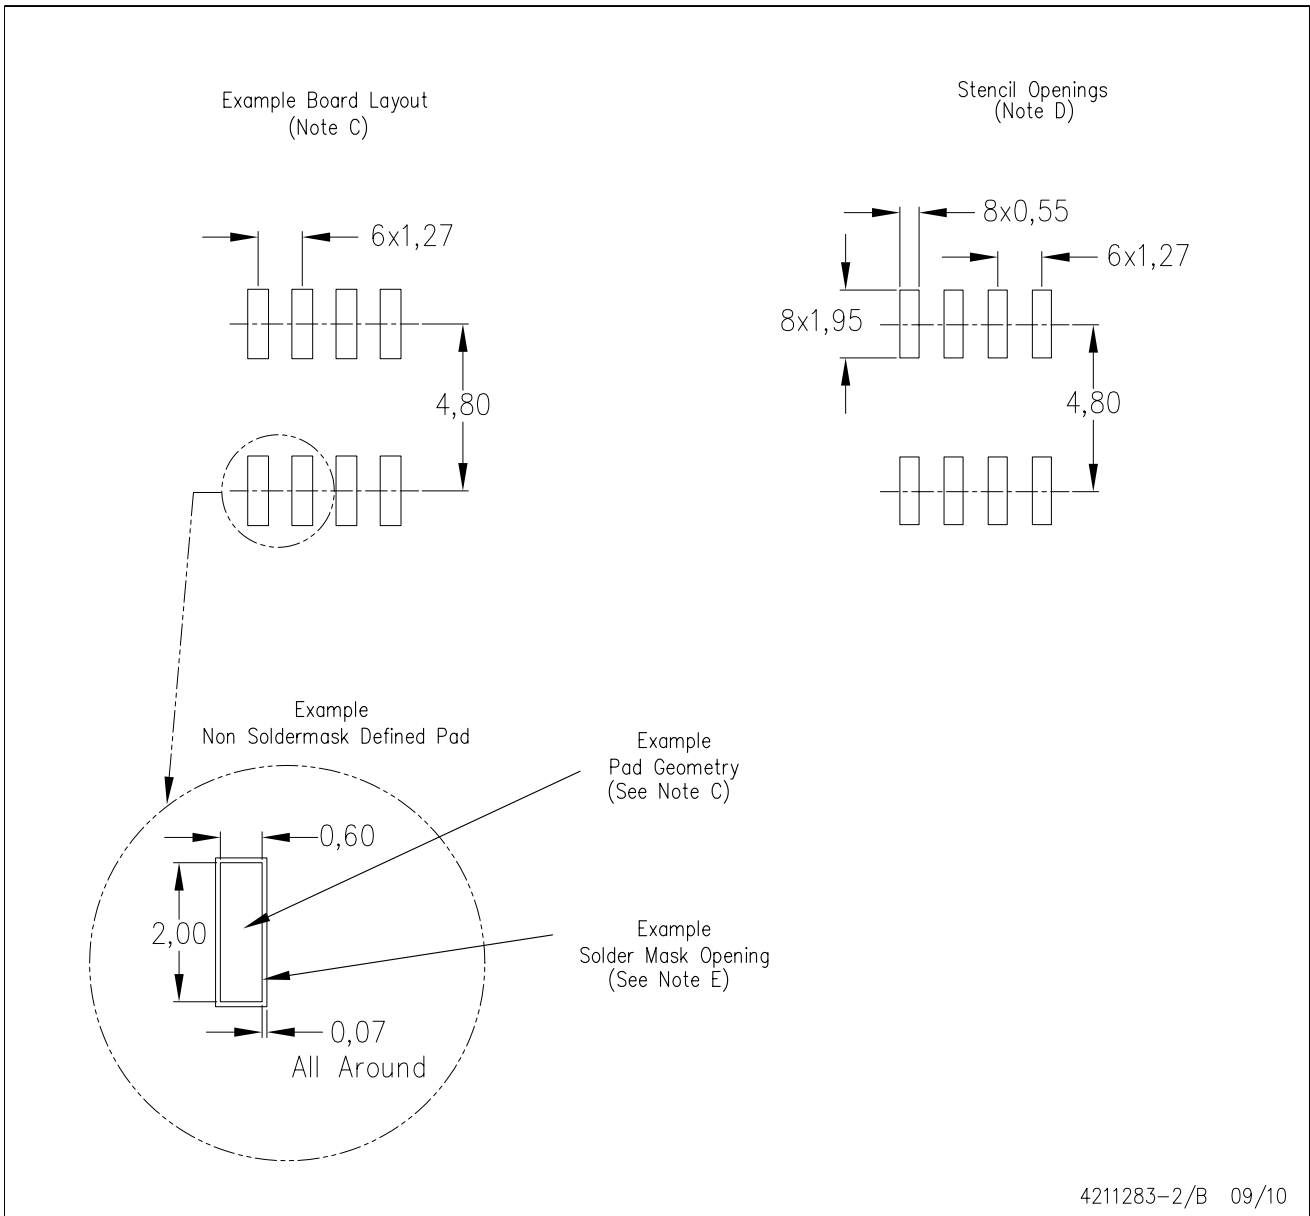 Example Board Layout
(Note C)
Stencil Openings
(Note D)
6x1,27
4,80
8x0,55
6x1,27
8x1,95
4,80
Example
Non Soldermask Defined Pad
Example
Pad Geometry
(See Note C)
0,60
2,00
Example
Solder Mask Opening
(See Note E)
0,07
All Around
4211283-2/B 09/10